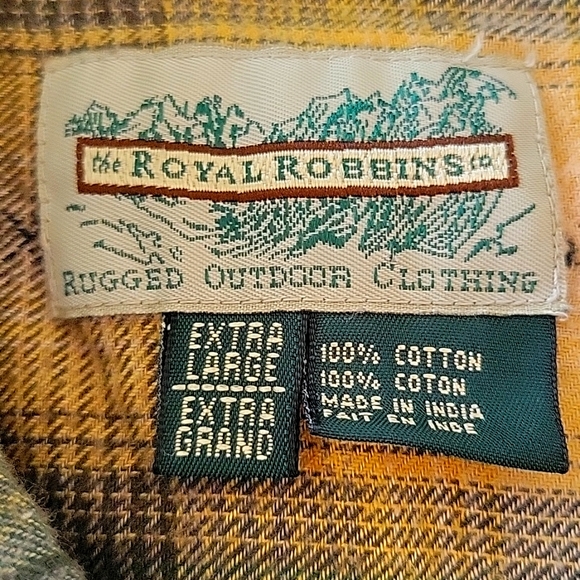 the ROYAL ROBBINS co
RUGGED OUTDOOR CLOTHING
EXTRA
LARGE
EXTRA
GRAND
100% COTTON
100% COTON
MADE IN INDIA
FAIT EN INDE